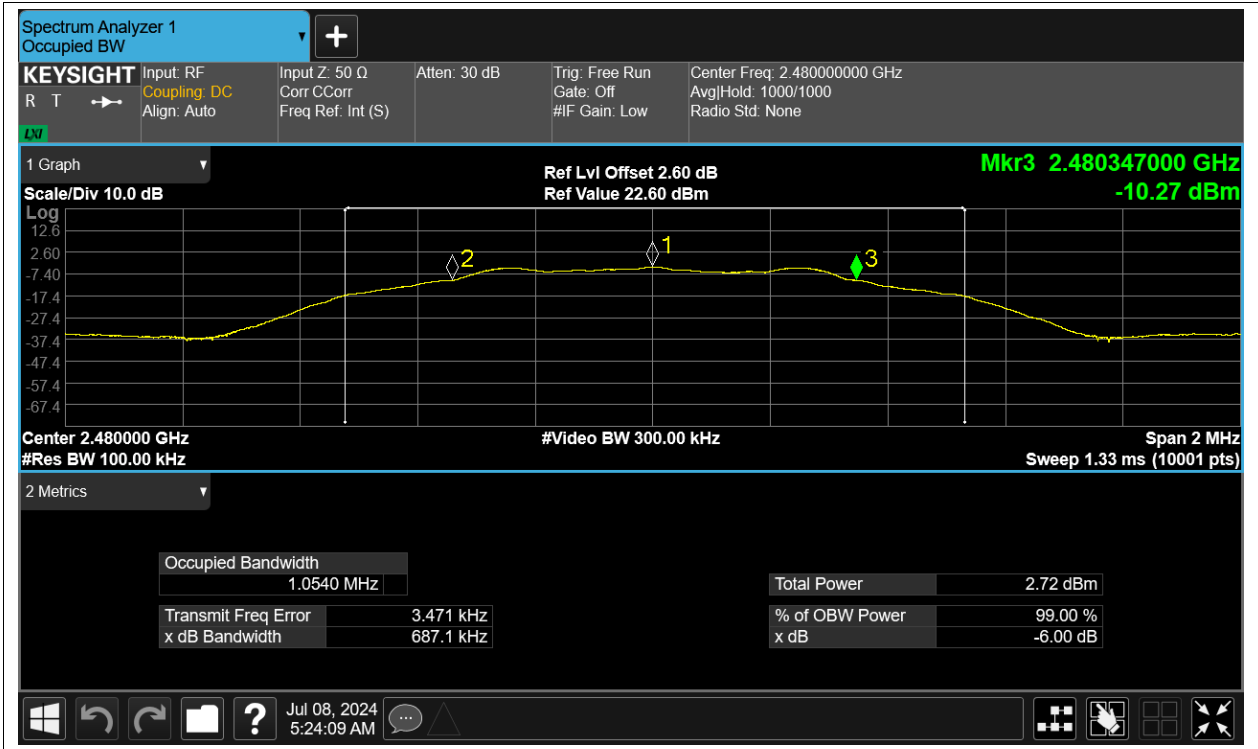 Spectrum Analyzer 1
Occupied BW
KEYSIGHT
R T
LXI
Input: RF
Coupling: DC
Align: Auto
Input Z: 50 Ω
Corr CCorr
Freq Ref: Int (S)
Atten: 30 dB
Trig: Free Run
Gate: Off
#IF Gain: Low
Center Freq: 2.480000000 GHz
Avg|Hold: 1000/1000
Radio Std: None
1 Graph
Scale/Div 10.0 dB
Ref Lvl Offset 2.60 dB
Ref Value 22.60 dBm
Mkr3 2.480347000 GHz
-10.27 dBm
Log
12.6
2.60
-7.40
-17.4
-27.4
-37.4
-47.4
-57.4
-67.4
2
1
3
Center 2.480000 GHz
#Res BW 100.00 kHz
#Video BW 300.00 kHz
Span 2 MHz
Sweep 1.33 ms (10001 pts)
2 Metrics
Occupied Bandwidth
1.0540 MHz
Transmit Freq Error 3.471 kHz
x dB Bandwidth 687.1 kHz
Total Power 2.72 dBm
% of OBW Power 99.00 %
x dB -6.00 dB
?
Jul 08, 2024
5:24:09 AM